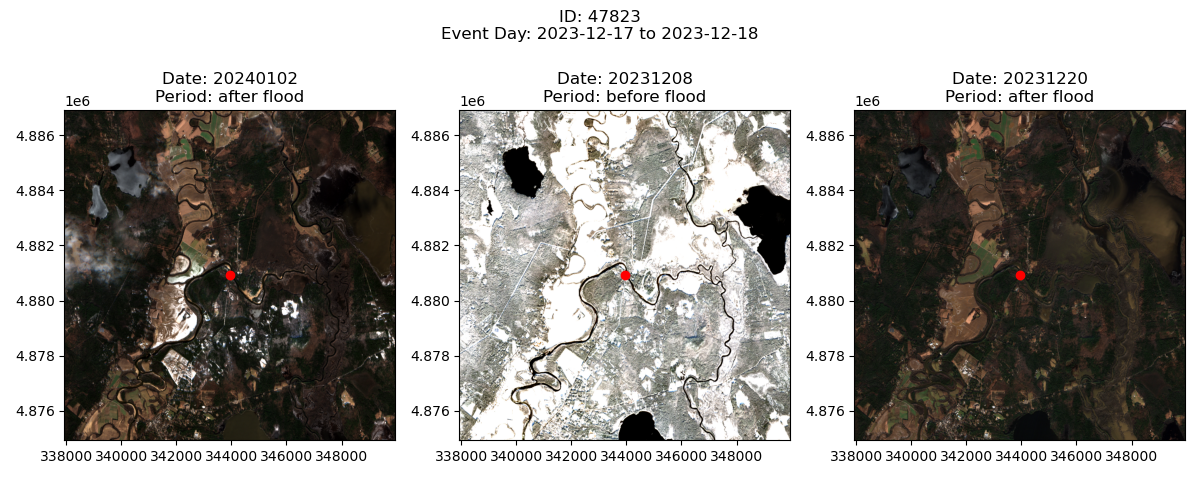 ID: 47823
Event Day: 2023-12-17 to 2023-12-18
Date: 20240102
Period: after flood
1e6
4.886
4.884
4.882
4.880
4.878
4.876
338000 340000 342000 344000 346000 348000
Date: 20231208
Period: before flood
1e6
4.886
4.884
4.882
4.880
4.878
4.876
338000 340000 342000 344000 346000 348000
Date: 20231220
Period: after flood
1e6
4.886
4.884
4.882
4.880
4.878
4.876
338000 340000 342000 344000 346000 348000